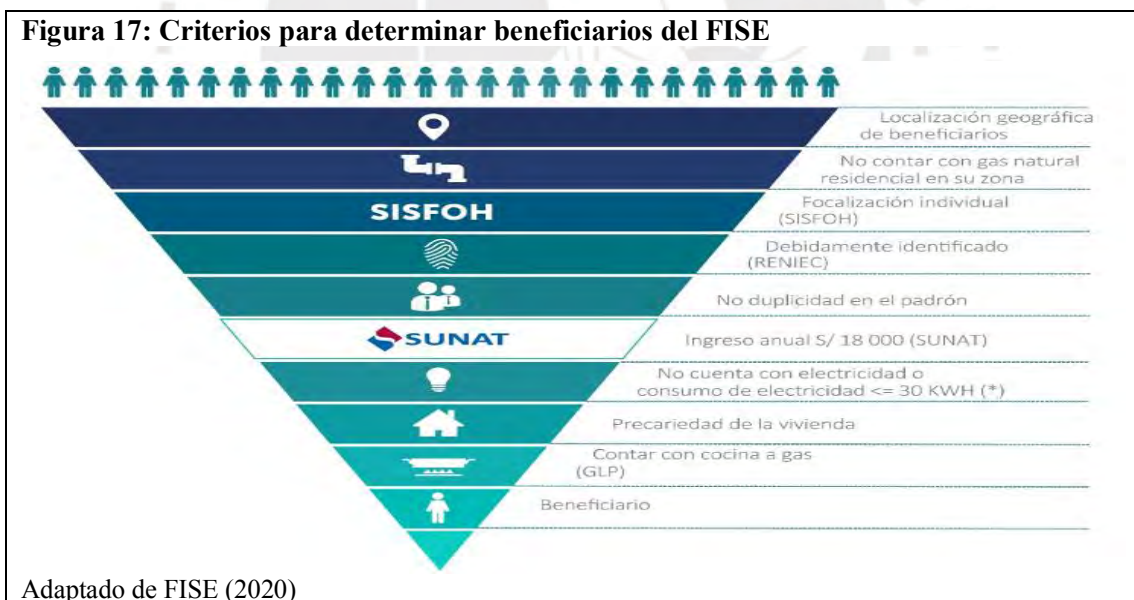 Figura 17: Criterios para determinar beneficiarios del FISE
Localización geográfica
de beneficiarios
No contar con gas natural
residencial en su zona
SISFOH
Focalización individual
(SISFOH)
Debidamente identificado
(RENIEC)
No duplicidad en el padrón
SUNAT
Ingreso anual S/ 18 000 (SUNAT)
No cuenta con electricidad o
consumo de electricidad <= 30 KWH (*)
Precariedad de la vivienda
Contar con cocina a gas
(GLP)
Beneficiario
Adaptado de FISE (2020)